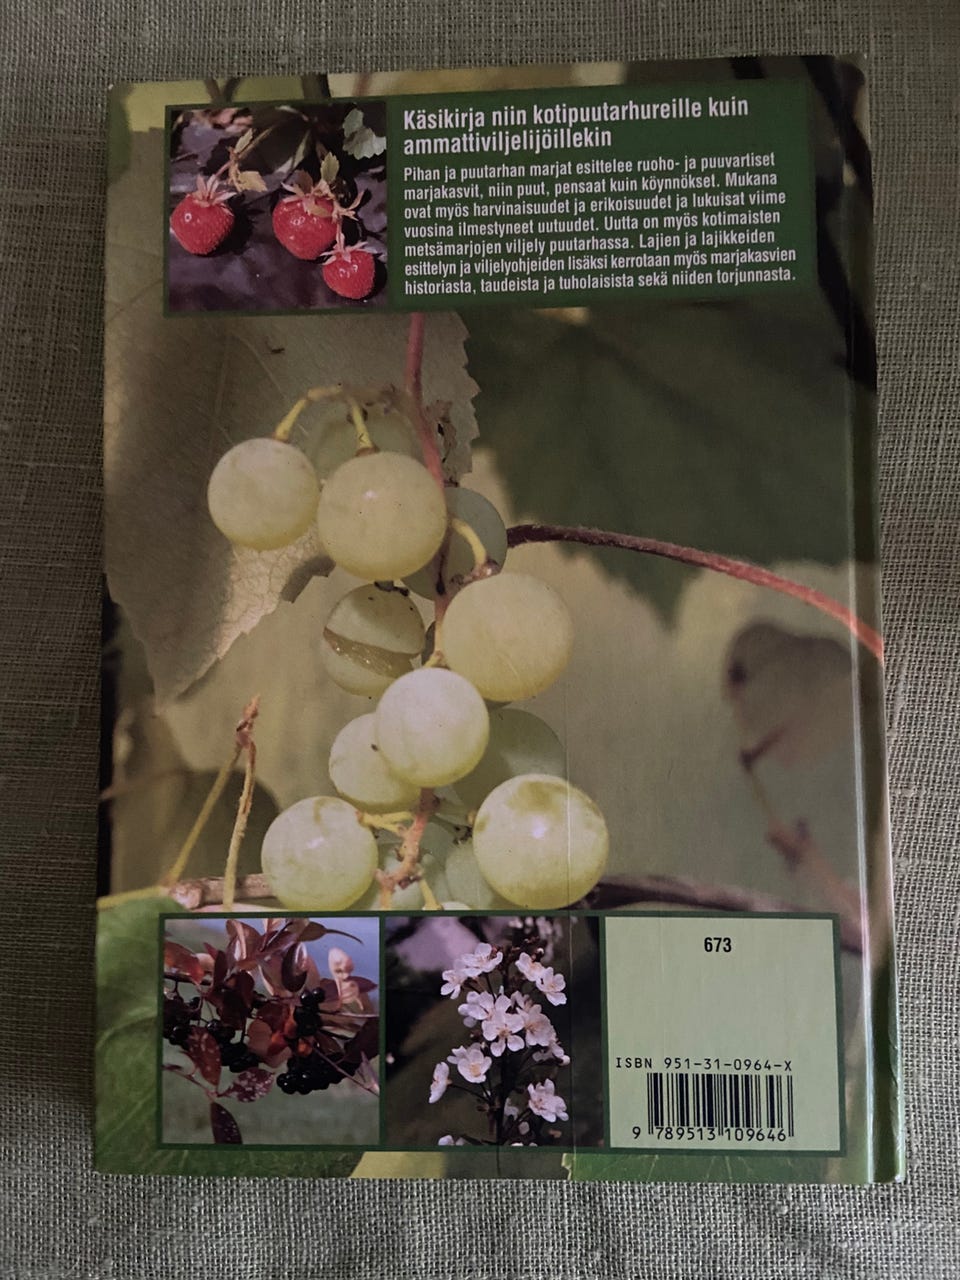 Käsikirja niin kotipuutarhureille kuin
ammattiviljelijöillekin
Pihan ja puutarhan marjat esittelee ruoho- ja puuvartiset
marjakasvit, niin puut, pensaat kuin köynnökset. Mukana
ovat myös harvinaisuudet ja erikoisuudet ja lukuisat viime
vuosina ilmestyneet uutuudet. Uutta on myös kotimaisten
metsämarjojen viljely puutarhassa. Lajien ja lajikkeiden
esittelyn ja viljelyohjeiden lisäksi kerrotaan myös marjakasvien
historiasta, taudeista ja tuholaisista sekä niiden torjunnasta.
673
ISBN 951-31-0964-X
9 789513 109646